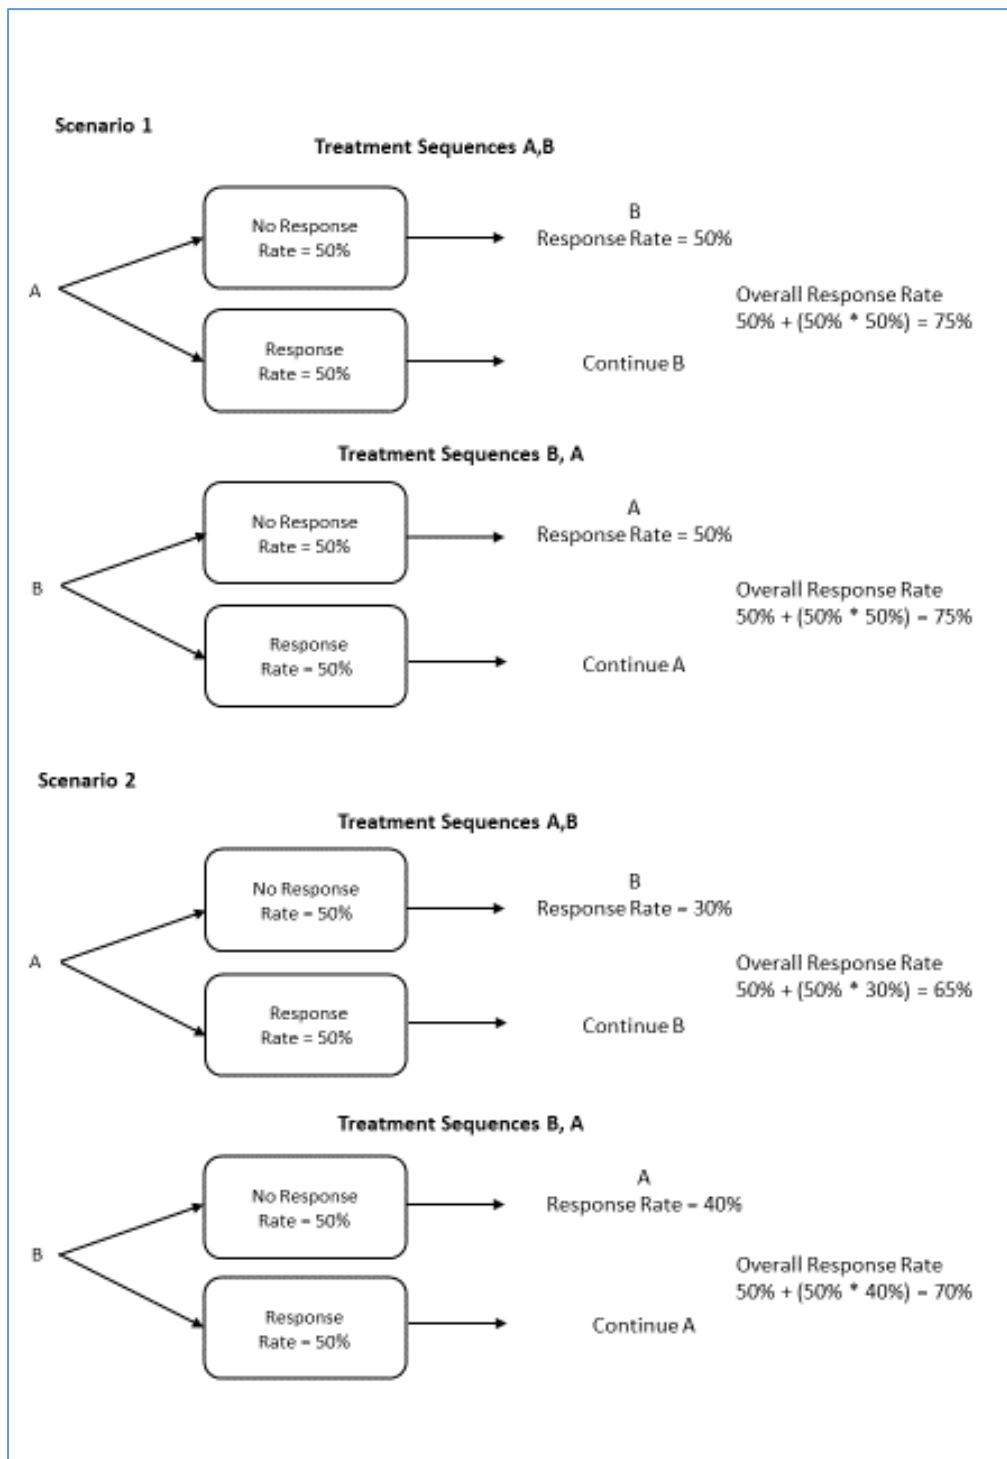 Scenario 1
Treatment Sequences A,B
A
No Response
Rate = 50%
B
Response Rate = 50%
Response
Rate = 50%
Continue B
Overall Response Rate
50% + (50% * 50%) = 75%
Treatment Sequences B, A
B
No Response
Rate = 50%
A
Response Rate = 50%
Response
Rate = 50%
Continue A
Overall Response Rate
50% + (50% * 50%) = 75%
Scenario 2
Treatment Sequences A,B
A
No Response
Rate = 50%
B
Response Rate = 30%
Response
Rate = 50%
Continue B
Overall Response Rate
50% + (50% * 30%) = 65%
Treatment Sequences B, A
B
No Response
Rate = 50%
A
Response Rate = 40%
Response
Rate = 50%
Continue A
Overall Response Rate
50% + (50% * 40%) = 70%